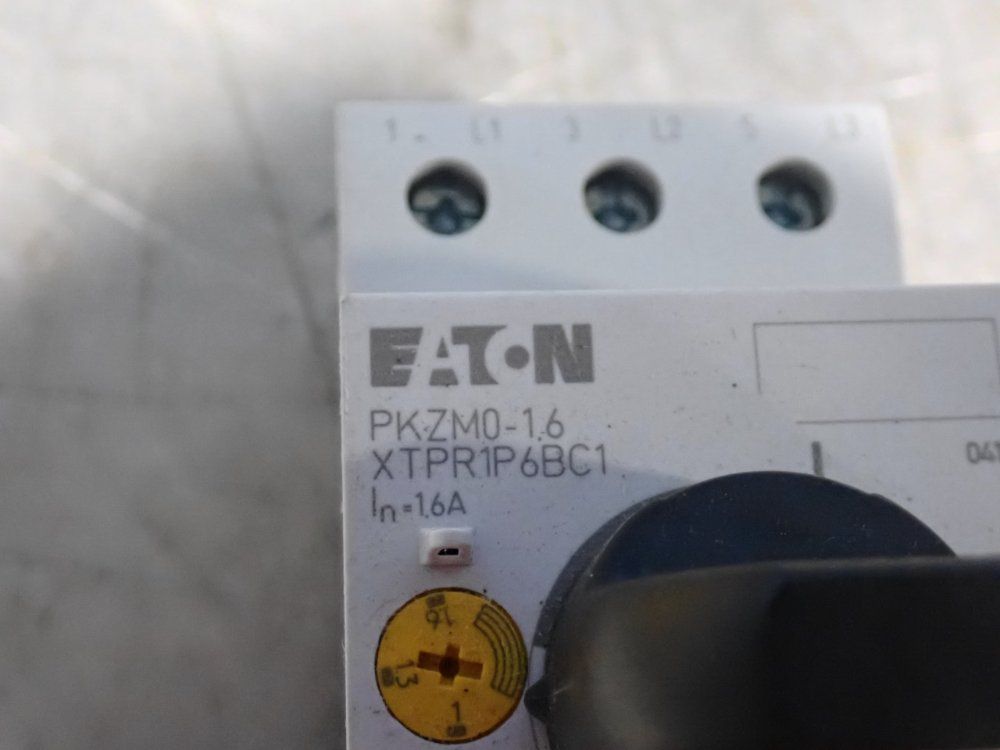 1 L1 3 L2 5 L3
EATON
PKZM0-1.6
XTPR1P6BC1
In=1.6A
041
1.6
1.3
1